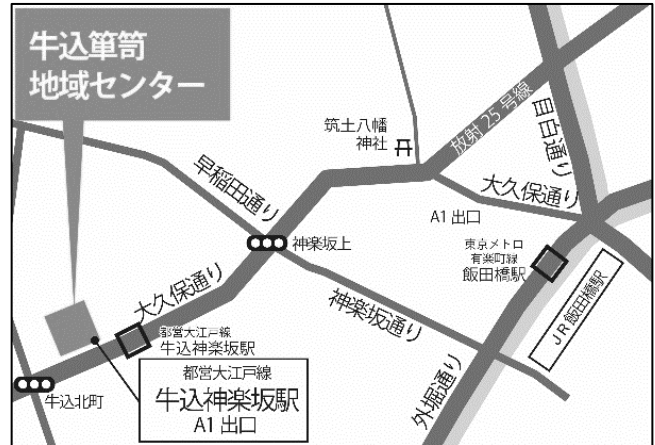 牛込箪笥
地域センター
筑土八幡
神社
放射25号線
目白通り
早稲田通り
大久保通り
A1出口
神楽坂上
東京メトロ
有楽町線
飯田橋駅
大久保通り
神楽坂通り
JR飯田橋駅
都営大江戸線
牛込神楽坂駅
外堀通り
牛込北町
都営大江戸線
牛込神楽坂駅
A1出口